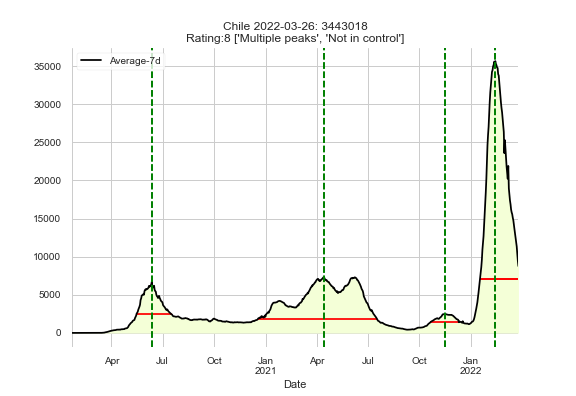 Chile 2022-03-26: 3443018
Rating:8 ['Multiple peaks', 'Not in control']
Average-7d
35000
30000
25000
20000
15000
10000
5000
0
Apr Jul Oct Jan Apr Jul Oct Jan
2021 2022
Date